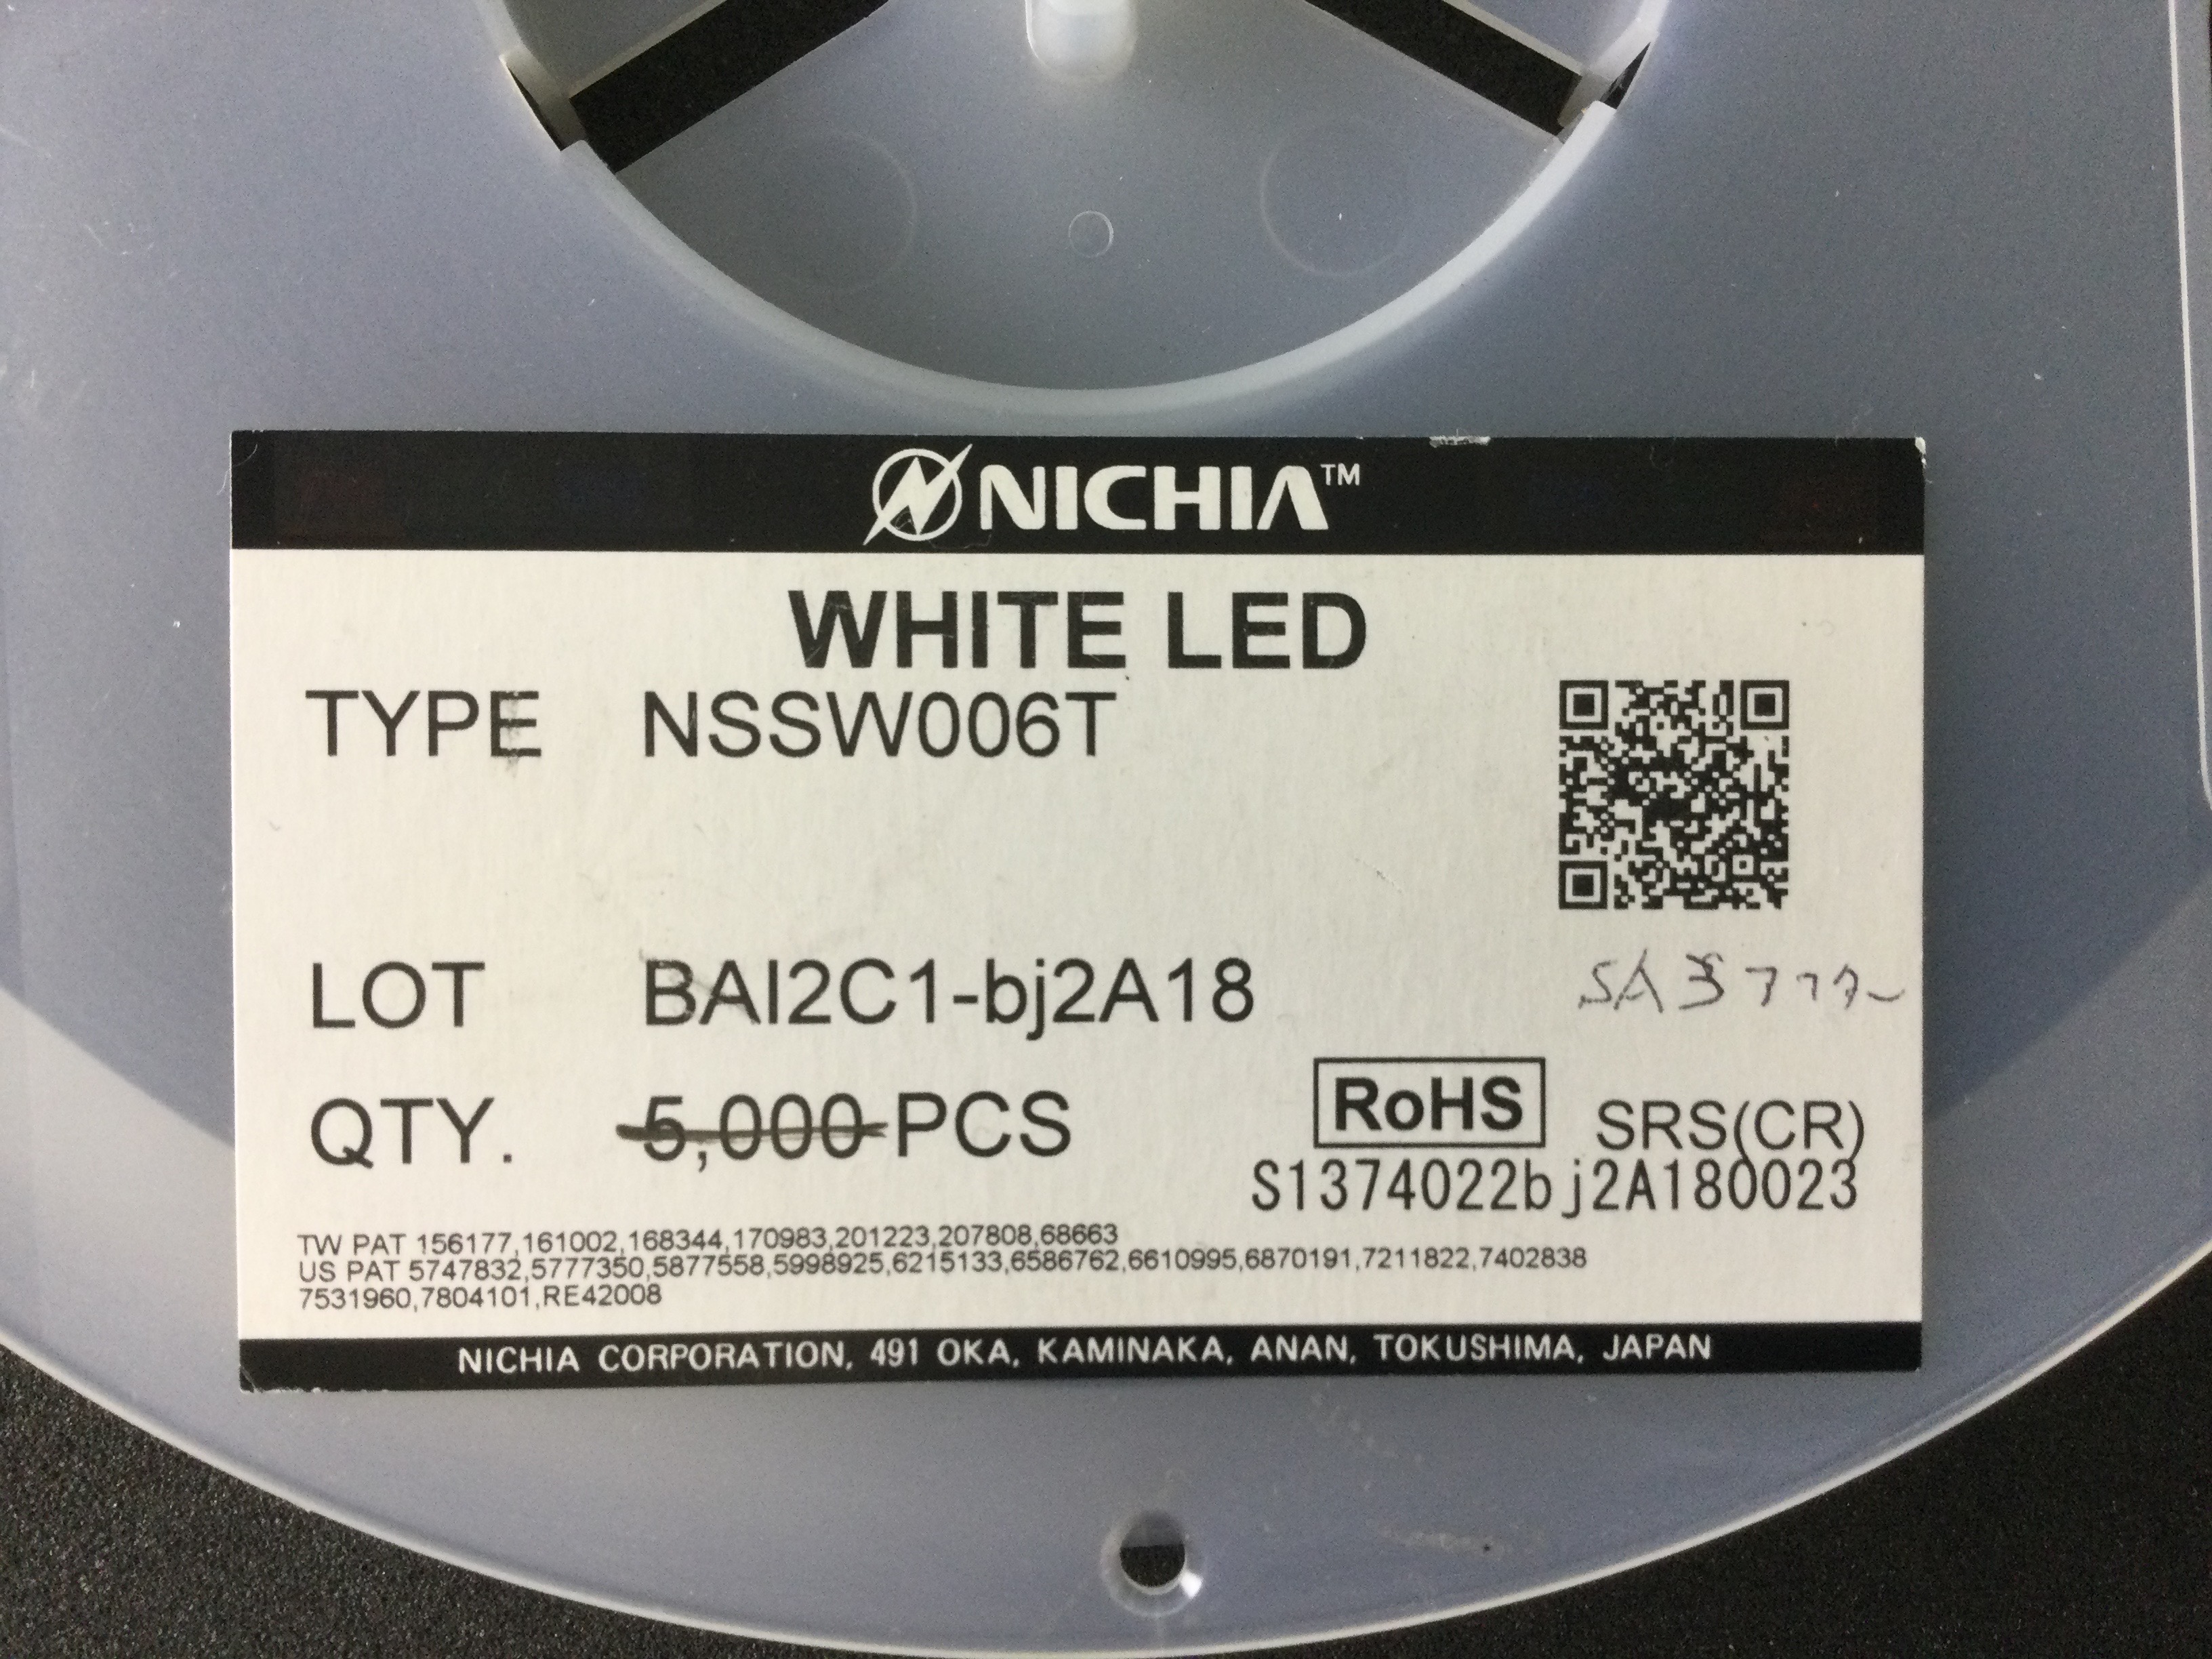 NICHIA™
WHITE LED
TYPE NSSW006T
LOT BAI2C1-bj2A18
QTY. 5,000 PCS
RoHS SRS(CR)
S1374022bj2A180023
TW PAT 156177,161002,168344,170983,201223,207808,68663
US PAT 5747832,5777350,5877558,5998925,6215133,6586762,6610995,6870191,7211822,7402838
7531960,7804101,RE42008
NICHIA CORPORATION, 491 OKA, KAMINAKA, ANAN, TOKUSHIMA, JAPAN